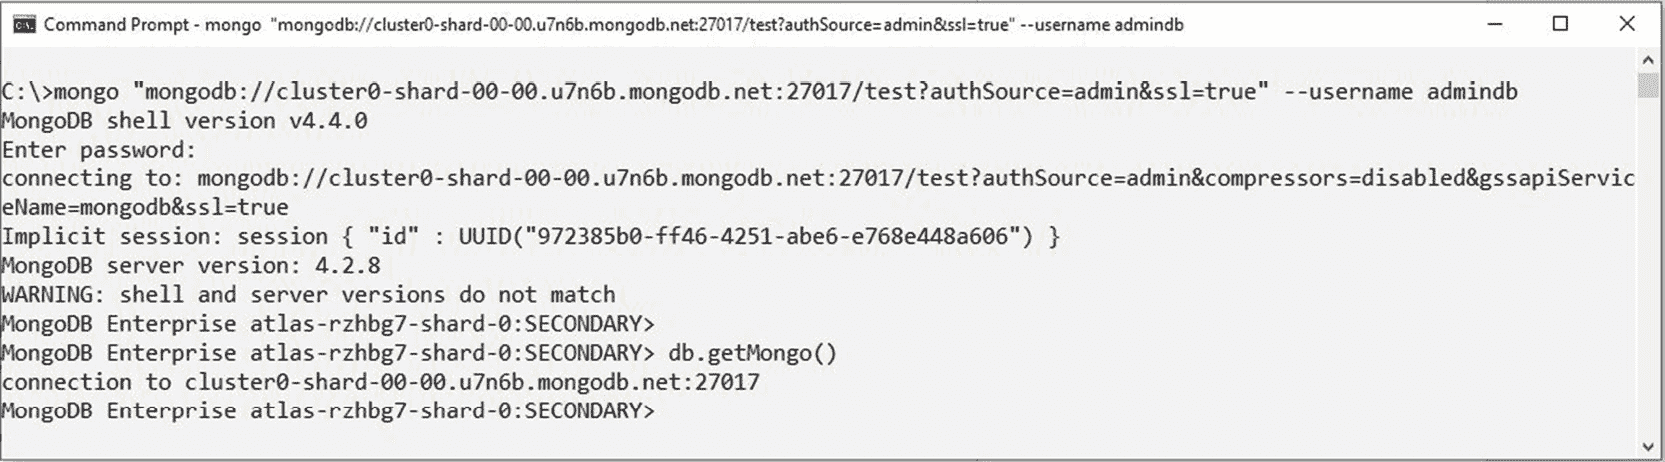 Command Prompt - mongo "mongodb://cluster0-shard-00-00.u7n6b.mongodb.net:27017/test?authSource=admin&ssl=true" --username admindb
C:\>mongo "mongodb://cluster0-shard-00-00.u7n6b.mongodb.net:27017/test?authSource=admin&ssl=true" --username admindb
MongoDB shell version v4.4.0
Enter password:
connecting to: mongodb://cluster0-shard-00-00.u7n6b.mongodb.net:27017/test?authSource=admin&compressors=disabled&gssapiServic
eName=mongodb&ssl=true
Implicit session: session { "id" : UUID("972385b0-ff46-4251-abe6-e768e448a606") }
MongoDB server version: 4.2.8
WARNING: shell and server versions do not match
MongoDB Enterprise atlas-rzhbg7-shard-0:SECONDARY>
MongoDB Enterprise atlas-rzhbg7-shard-0:SECONDARY> db.getMongo()
connection to cluster0-shard-00-00.u7n6b.mongodb.net:27017
MongoDB Enterprise atlas-rzhbg7-shard-0:SECONDARY>